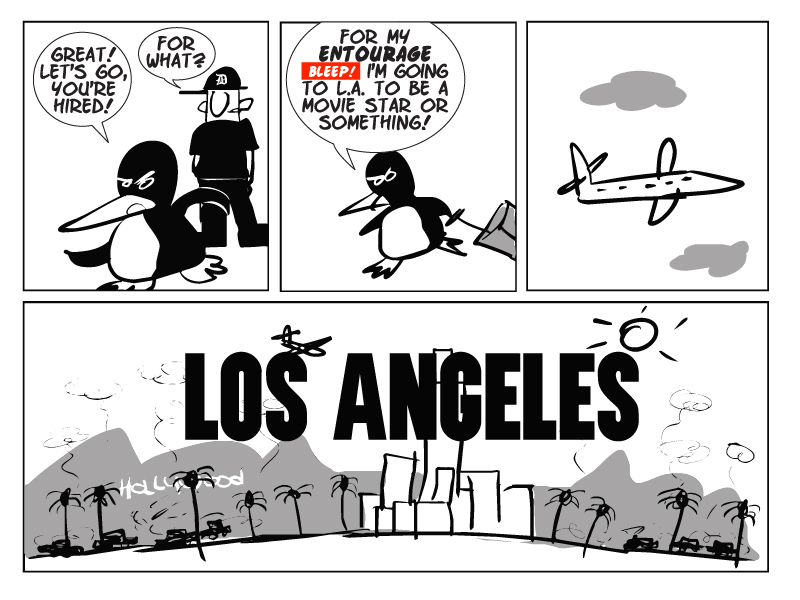 GREAT!
LET'S GO,
YOU'RE
HIRED!
FOR
WHAT?
D
FOR MY
ENTOURAGE
BLEEP! I'M GOING
TO L.A. TO BE A
MOVIE STAR OR
SOMETHING!
LOS ANGELES
HOLLYWOOD